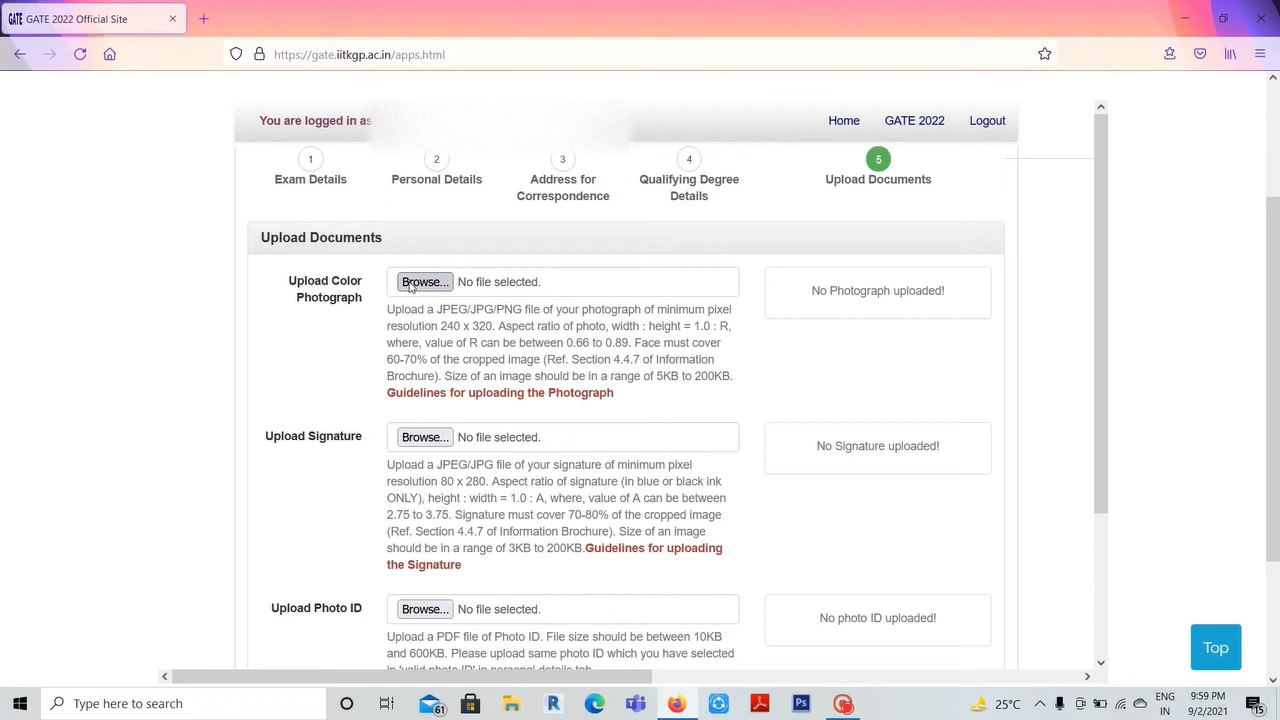 GATE GATE 2022 Official Site
https://gate.iitkgp.ac.in/apps.html
You are logged in as
Home GATE 2022 Logout
1 2 3 4 5
Exam Details Personal Details Address for Correspondence Qualifying Degree Details Upload Documents
Upload Documents
Upload Color Photograph
Browse... No file selected.
No Photograph uploaded!
Upload a JPEG/JPG/PNG file of your photograph of minimum pixel
resolution 240 x 320. Aspect ratio of photo, width : height = 1.0 : R,
where, value of R can be between 0.66 to 0.89. Face must cover
60-70% of the cropped image (Ref. Section 4.4.7 of Information
Brochure). Size of an image should be in a range of 5KB to 200KB.
Guidelines for uploading the Photograph
Upload Signature
Browse... No file selected.
No Signature uploaded!
Upload a JPEG/JPG file of your signature of minimum pixel
resolution 80 x 280. Aspect ratio of signature (in blue or black ink
ONLY), height : width = 1.0 : A, where, value of A can be between
2.75 to 3.75. Signature must cover 70-80% of the cropped image
(Ref. Section 4.4.7 of Information Brochure). Size of an image
should be in a range of 3KB to 200KB.Guidelines for uploading
the Signature
Upload Photo ID
Browse... No file selected.
No photo ID uploaded!
Upload a PDF file of Photo ID. File size should be between 10KB
and 600KB. Please upload same photo ID which you have selected
in 'valid photo ID' in personal details tab.
Top
Type here to search
61
R
Ps
25°C
ENG
IN
9:59 PM
9/2/2021
15